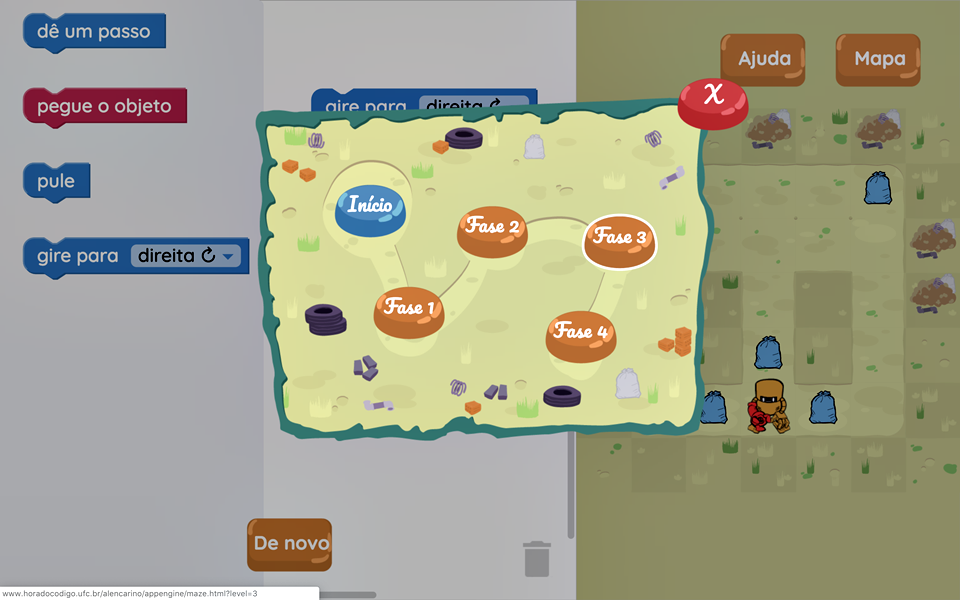 dê um passo
pegue o objeto
pule
gire para direita
gire para direita
Ajuda
Mapa
X
Início
Fase 2
Fase 3
Fase 1
Fase 4
De novo
www.horadocodigo.ufc.br/alencarino/appengine/maze.html?level=3